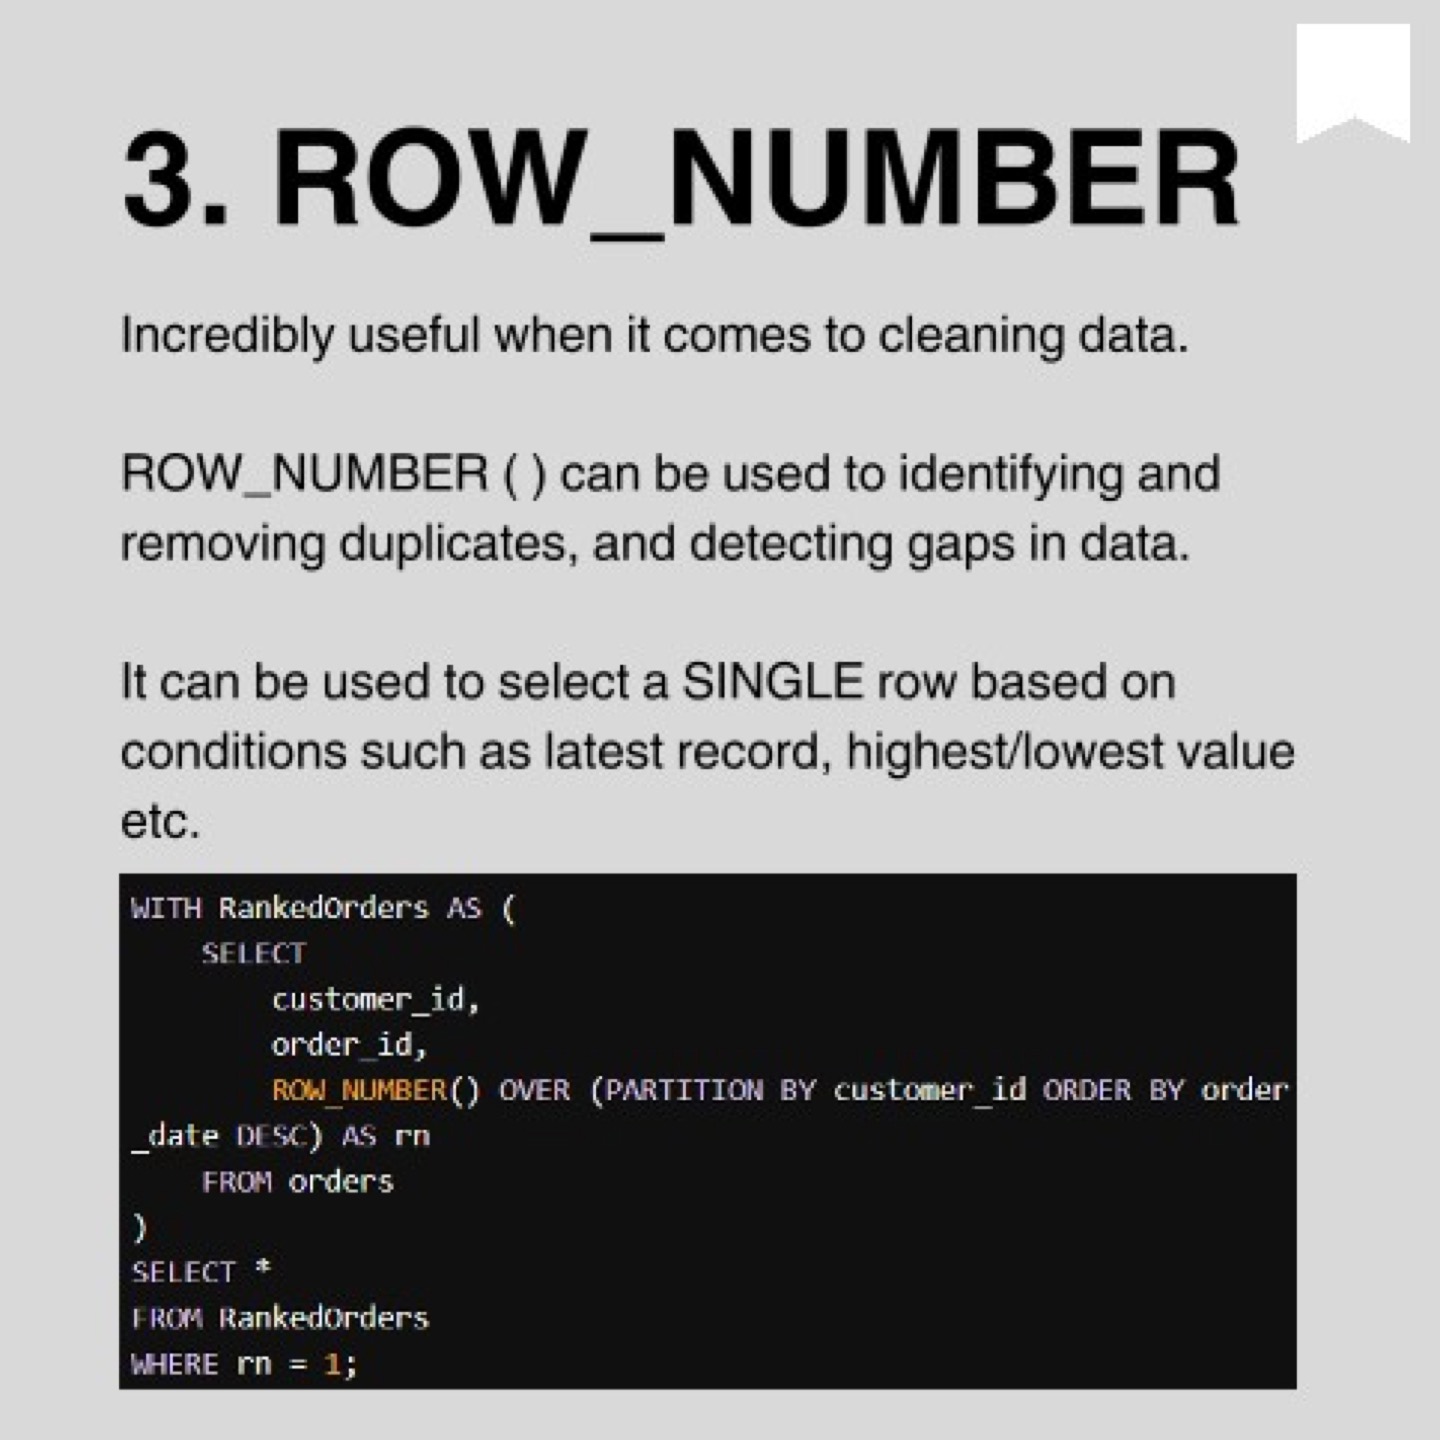 3. ROW_NUMBER
Incredibly useful when it comes to cleaning data.
ROW_NUMBER ( ) can be used to identifying and
removing duplicates, and detecting gaps in data.
It can be used to select a SINGLE row based on
conditions such as latest record, highest/lowest value
etc.
WITH RankedOrders AS (
    SELECT
        customer_id,
        order_id,
        ROW_NUMBER() OVER (PARTITION BY customer_id ORDER BY order
_date DESC) AS rn
    FROM orders
)
SELECT *
FROM RankedOrders
WHERE rn = 1;